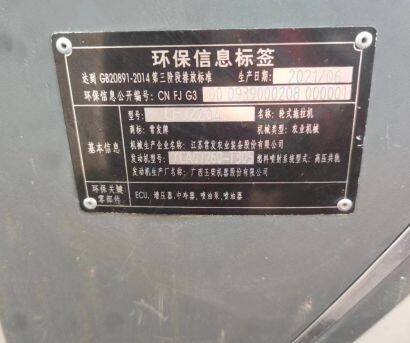 环保信息标签
达到 GB20891-2014 第三阶段排放标准 生产日期: 2021/06
环保信息公开编号: CN FJ G3 00 0939000208 000001
基本信息
型号: 名称: 轮式拖拉机
商标: 常发牌 机械类型: 农业机械
机械生产企业名称: 江苏常发农业装备股份有限公司
发动机型号: 燃料喷射系统型式: 高压共轨
发动机生产厂名称: 广西玉柴机器股份有限公司
环保关键零部件
ECU、增压器、中冷器、喷油泵、喷油器